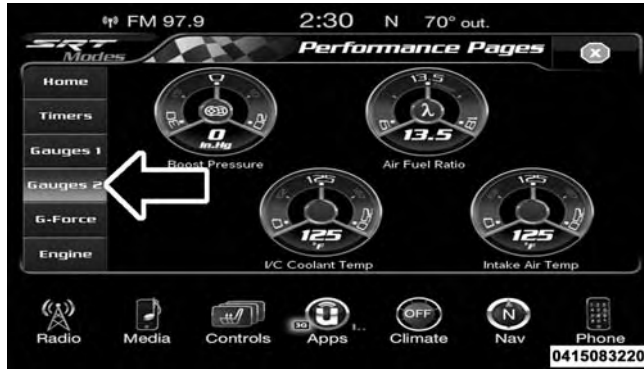 FM 97.9 2:30 N 70° out.
SRT Modes Performance Pages
Home
Timers
Gauges 1
Gauges 2
G-Force
Engine
13.5
0 In.Hg
13.5
Boost Pressure
Air Fuel Ratio
125
125
125 °F
125 °F
I/C Coolant Temp
Intake Air Temp
3G
OFF
N
Radio Media Controls Apps Climate Nav Phone
0415083220